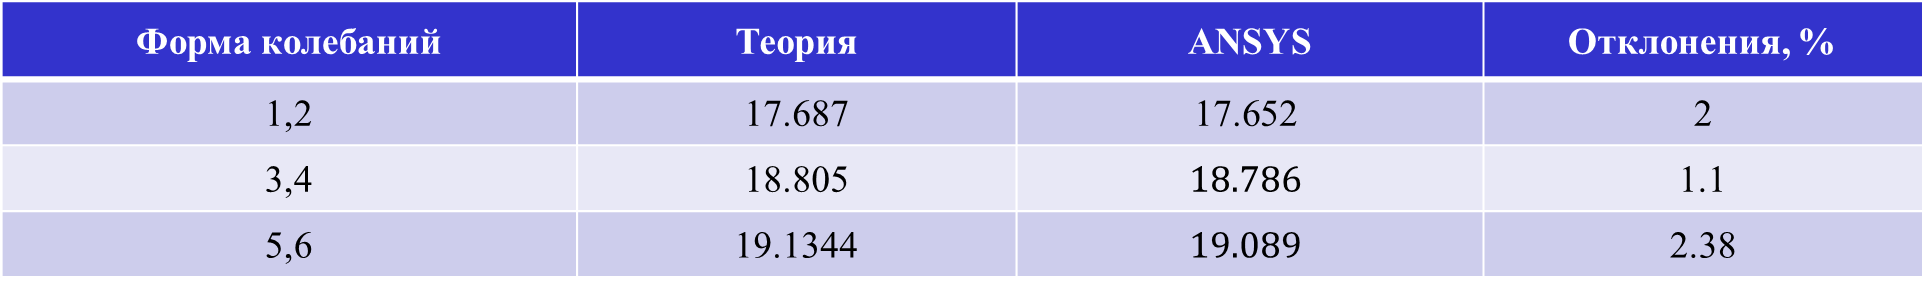 Форма колебаний Теория ANSYS Отклонения, %
1,2 17.687 17.652 2
3,4 18.805 18.786 1.1
5,6 19.1344 19.089 2.38